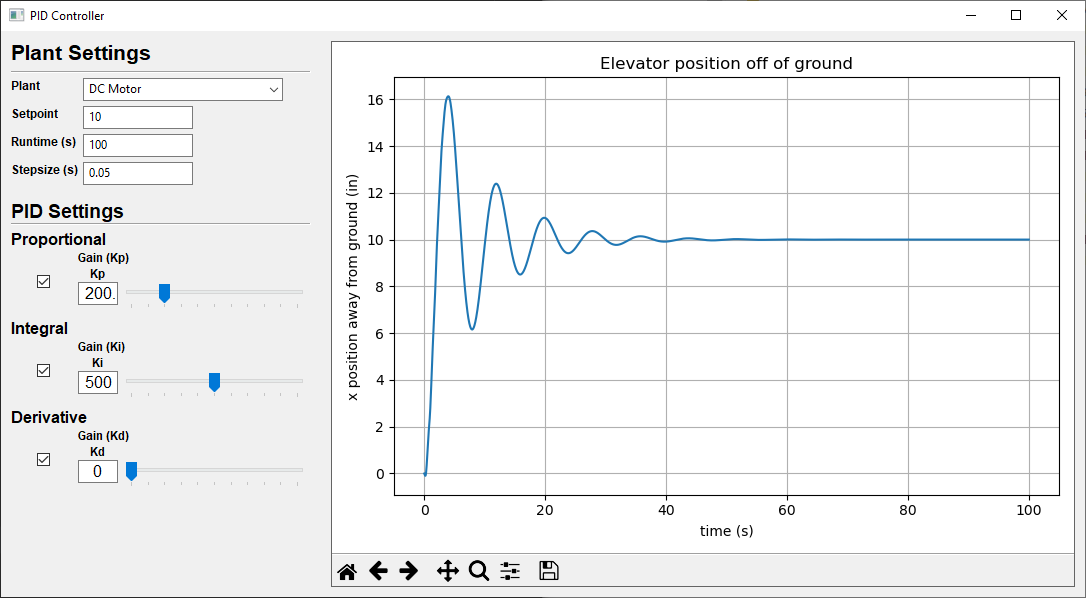 PID Controller
Plant Settings
Plant DC Motor
Setpoint 10
Runtime (s) 100
Stepsize (s) 0.05
PID Settings
Proportional
Gain (Kp)
Kp
200.
Integral
Gain (Ki)
Ki
500
Derivative
Gain (Kd)
Kd
0
Elevator position off of ground
16
14
12
10
8
6
4
2
0
x position away from ground (in)
0 20 40 60 80 100
time (s)